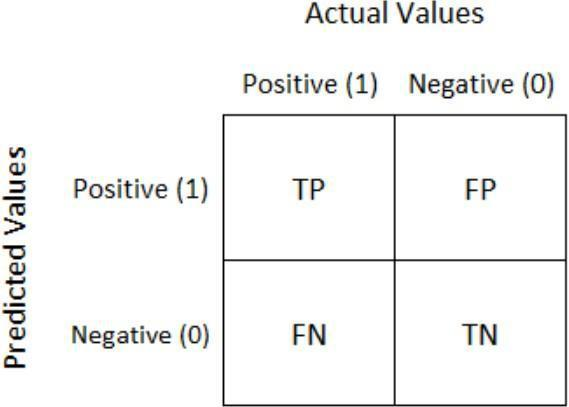 Actual Values
Positive (1) Negative (0)
Predicted Values
Positive (1) TP FP
Negative (0) FN TN